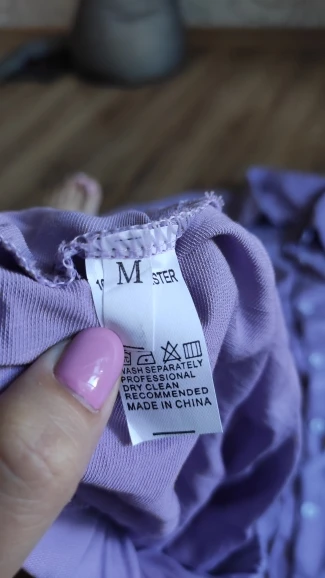 M
STER
WASH SEPARATELY
PROFESSIONAL
DRY CLEAN
RECOMMENDED
MADE IN CHINA